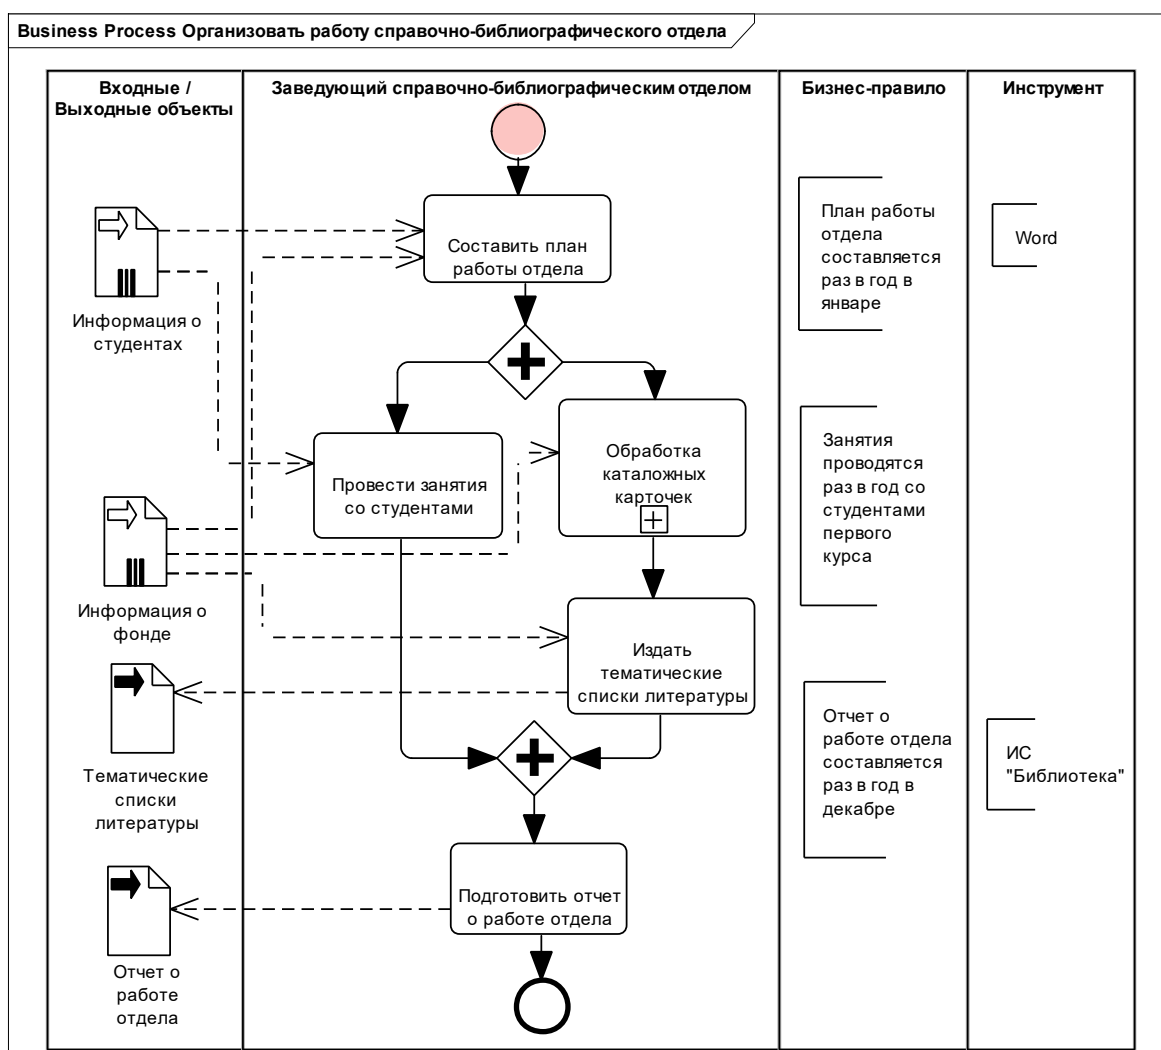 Business Process Организовать работу справочно-библиографического отдела
Входные /
Выходные объекты
Заведующий справочно-библиографическим отделом
Бизнес-правило
Инструмент
Составить план
работы отдела
План работы
отдела
составляется
раз в год в
январе
Word
Информация о
студентах
Провести занятия
со студентами
Обработка
каталожных
карточек
Занятия
проводятся
раз в год со
студентами
первого
курса
Информация о
фонде
Издать
тематические
списки литературы
Тематические
списки
литературы
Отчет о
работе отдела
составляется
раз в год в
декабре
ИС
"Библиотека"
Подготовить отчет
о работе отдела
Отчет о
работе
отдела